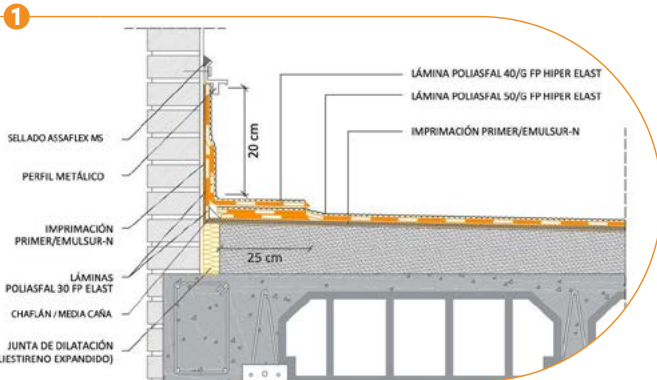 1
LÁMINA POLIASFAL 40/G FP HIPER ELAST
LÁMINA POLIASFAL 50/G FP HIPER ELAST
IMPRIMACIÓN PRIMER/EMULSUR-N
SELLADO ASSAFLEX MS
PERFIL METÁLICO
IMPRIMACIÓN
PRIMER/EMULSUR-N
LÁMINAS
POLIASFAL 30 FP ELAST
CHAFLÁN / MEDIA CAÑA
JUNTA DE DILATACIÓN
LIESTIRENO EXPANDIDO)
20 cm
25 cm